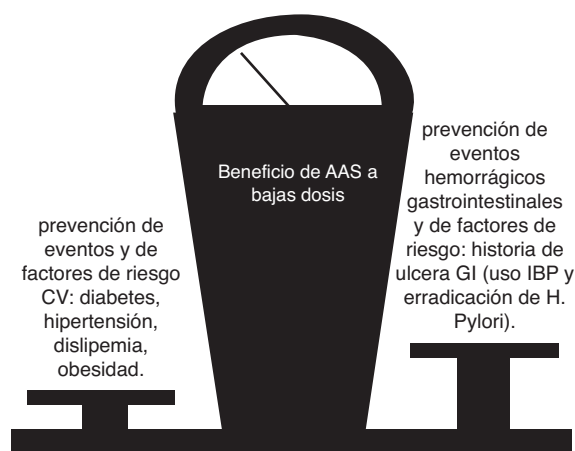 Beneficio de AAS a
bajas dosis
prevención de
eventos y de
factores de riesgo
CV: diabetes,
hipertensión,
dislipemia,
obesidad.
prevención de
eventos
hemorrágicos
gastrointestinales
y de factores de
riesgo: historia de
ulcera GI (uso IBP y
erradicación de H.
Pylori).